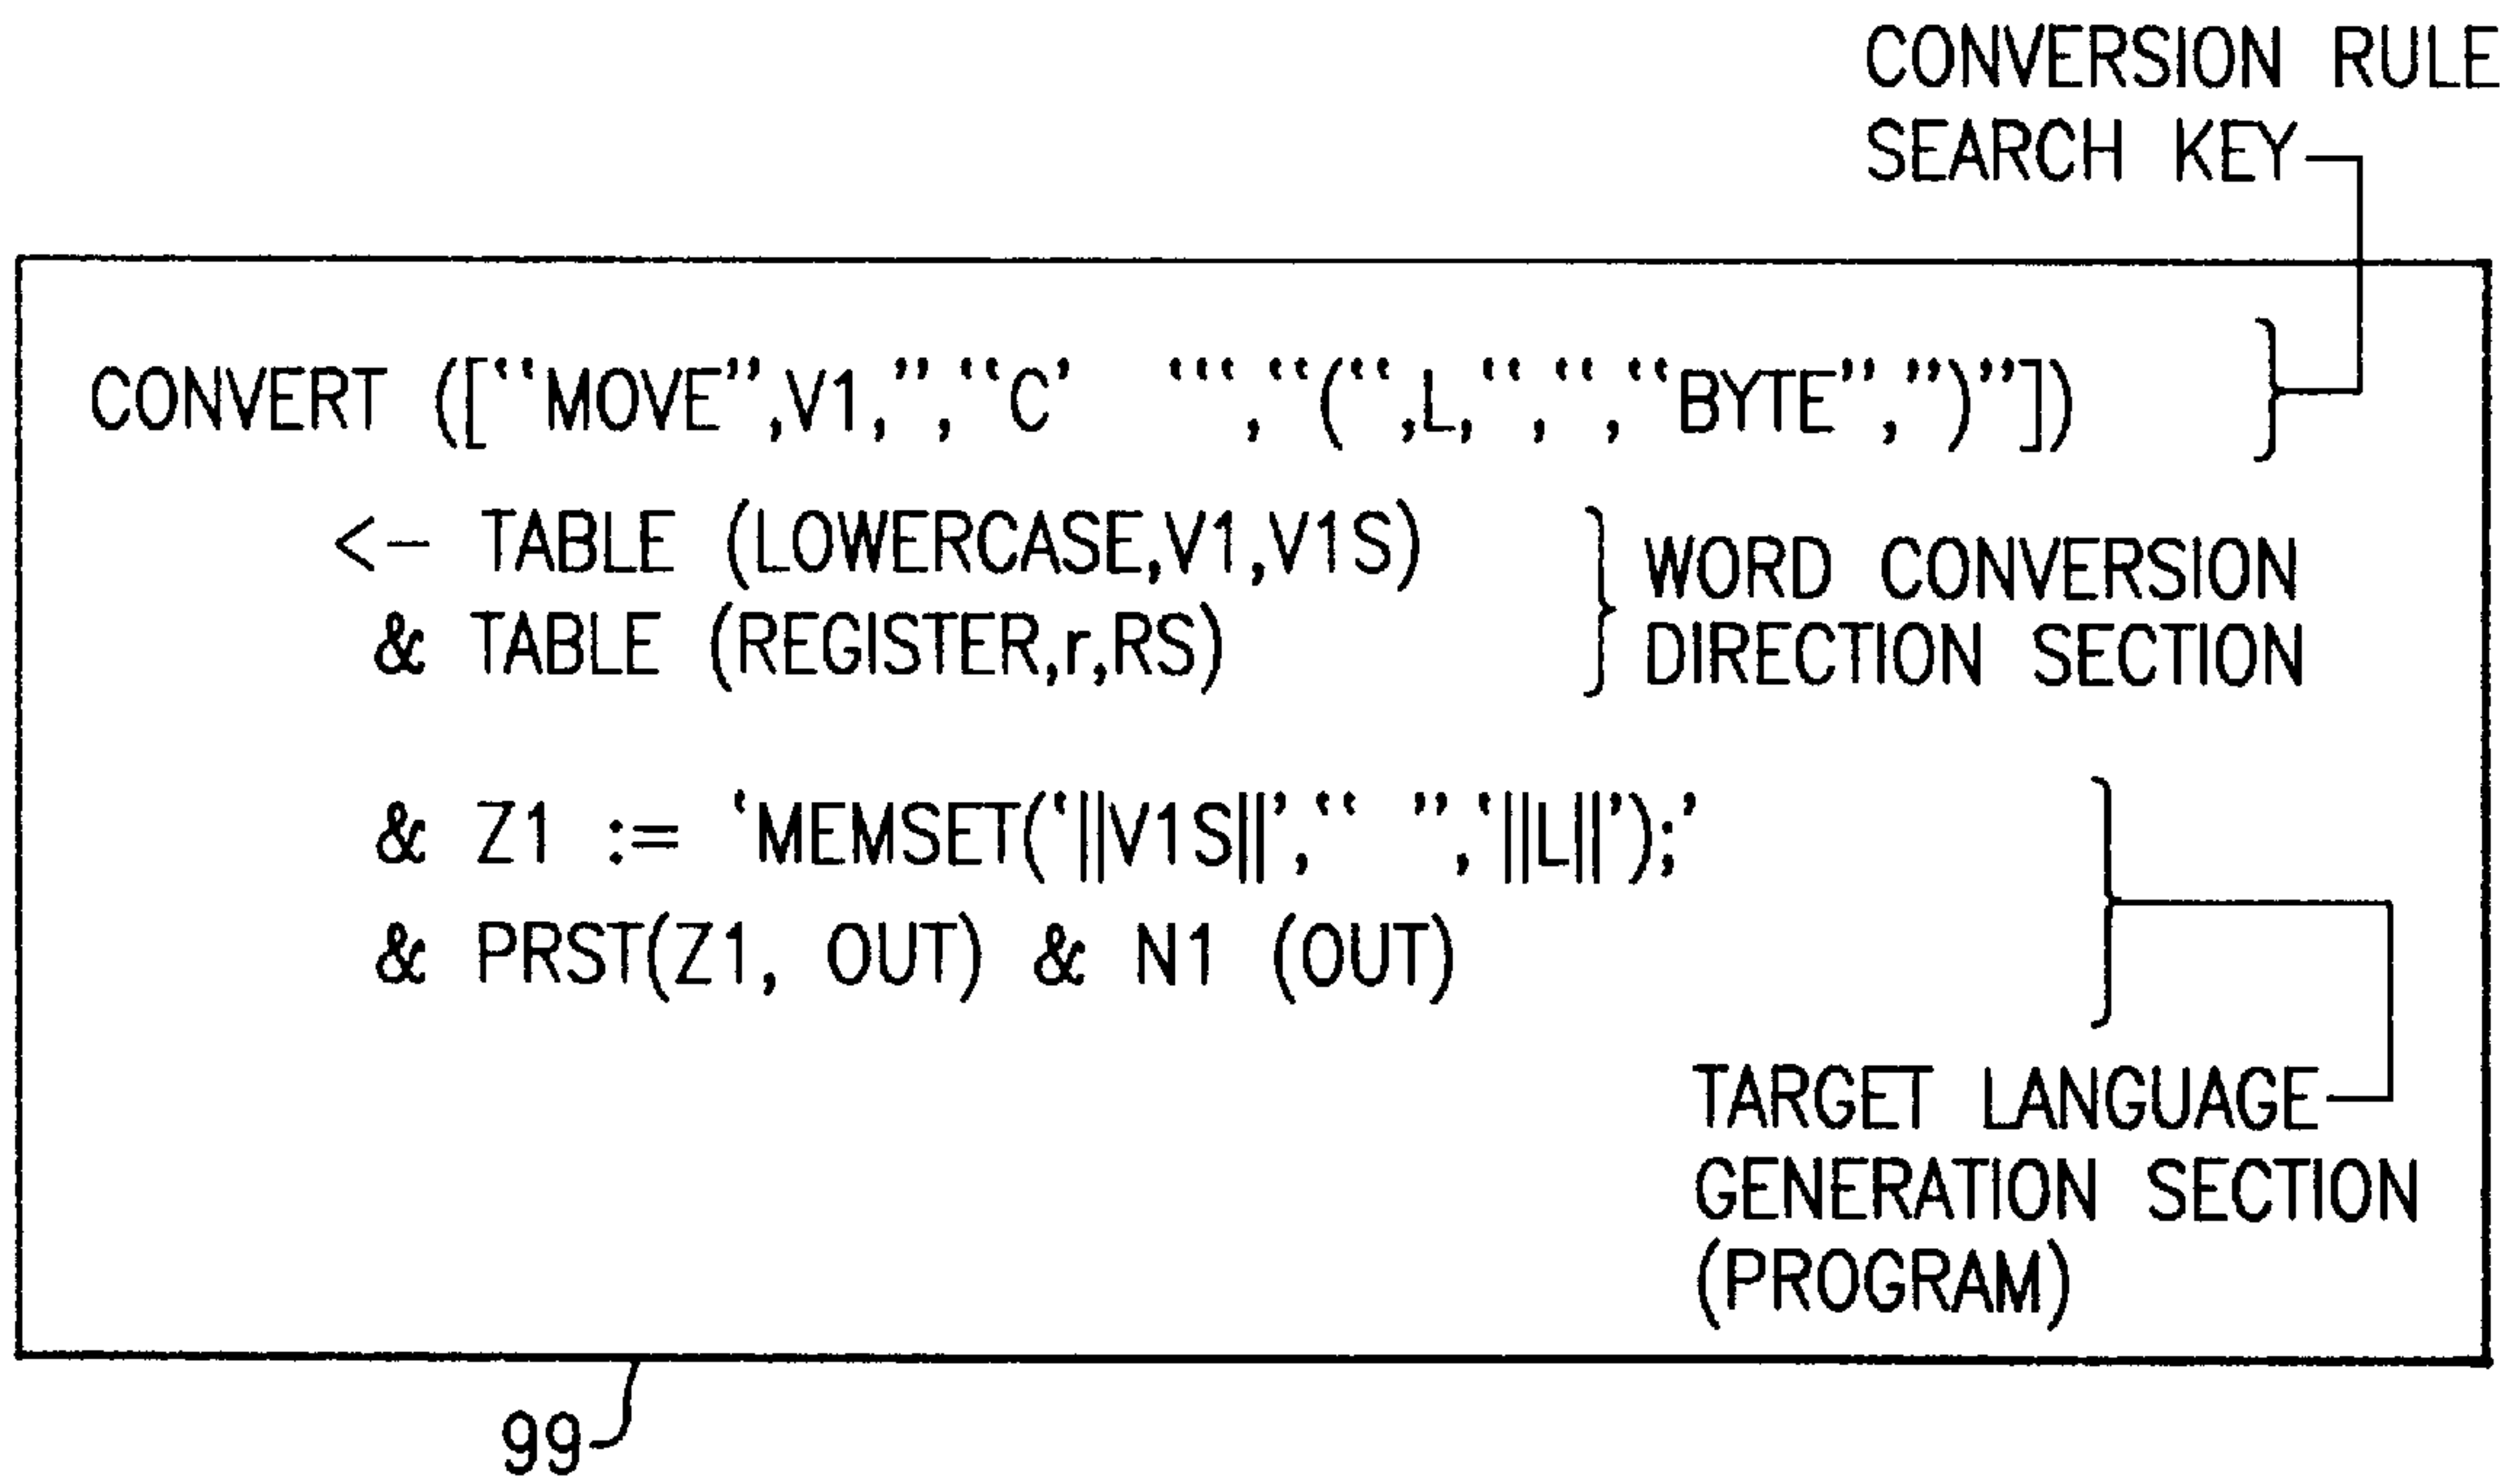 CONVERSION RULE
SEARCH KEY
CONVERT ([“MOVE”,V1,”,“C’ “‘,“(“,L,“,“,“BYTE”,”)”])
<– TABLE (LOWERCASE,V1,V1S)
& TABLE (REGISTER,r,RS)
WORD CONVERSION
DIRECTION SECTION
& Z1 := ‘MEMSET(‘||V1S||’,“ ”,‘||L||’);’
& PRST(Z1, OUT) & N1 (OUT)
TARGET LANGUAGE
GENERATION SECTION
(PROGRAM)
99